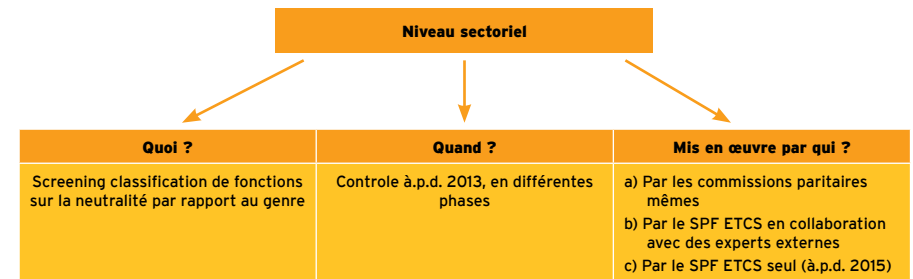 Niveau sectoriel
Quoi ?
Screening classification de fonctions
sur la neutralité par rapport au genre
Quand ?
Controle à.p.d. 2013, en différentes
phases
Mis en œuvre par qui ?
a) Par les commissions paritaires
mêmes
b) Par le SPF ETCS en collaboration
avec des experts externes
c) Par le SPF ETCS seul (à.p.d. 2015)